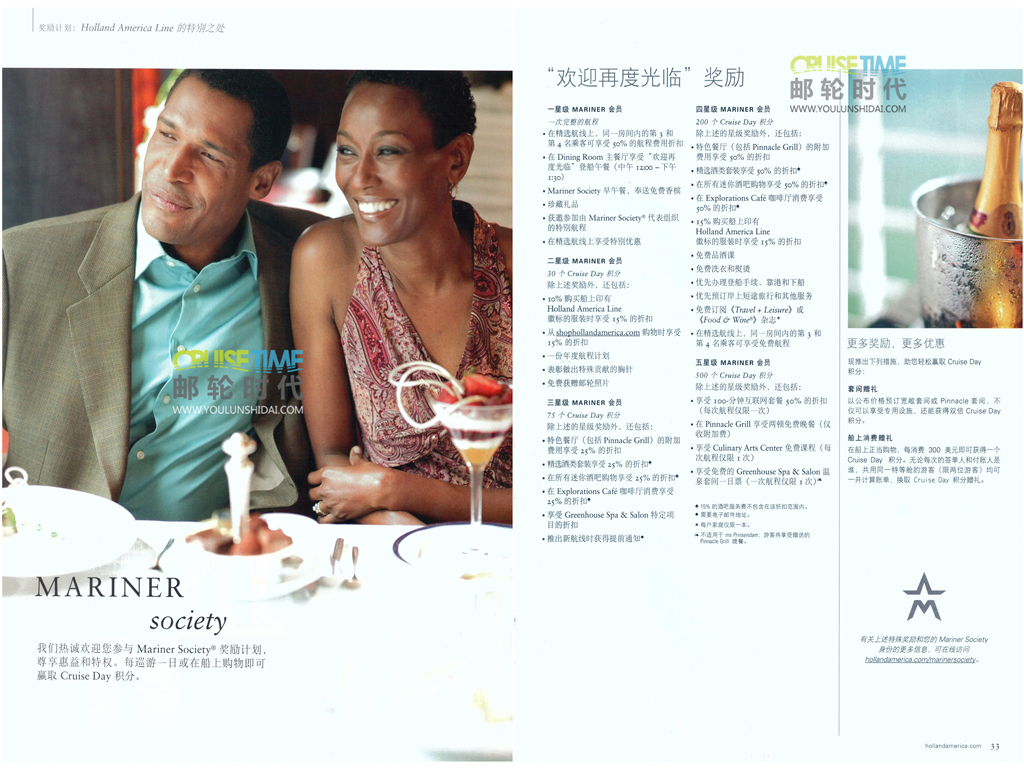 奖励计划：Holland America Line 的特别之处
CRUISETIME
邮轮时代
WWW.YOULUNSHIDAI.COM
MARINER
society
我们热诚欢迎您参与 Mariner Society® 奖励计划，
尊享惠益和特权。每巡游一日或在船上购物即可
赢取 Cruise Day 积分。
“欢迎再度光临”奖励
一星级 MARINER 会员
一次完整的航程
• 在精选航线上，同一房间内的第 3 和
第 4 名乘客可享受 50% 的航程费用折扣
• 在 Dining Room 主餐厅享受“欢迎再
度光临”登船午餐（中午 12:00 – 下午
1:30）
• Mariner Society 早午餐，奉送免费香槟
• 珍藏礼品
• 获邀参加由 Mariner Society® 代表组织
的特别航程
• 在精选航线上享受特别优惠
二星级 MARINER 会员
30 个 Cruise Day 积分
除上述奖励外，还包括：
• 10% 购买船上印有
Holland America Line
徽标的服装时享受 15% 的折扣
• 从 shophollandamerica.com 购物时享受
15% 的折扣
• 一份年度航程计划
• 表彰做出特殊贡献的胸针
• 免费获赠邮轮照片
三星级 MARINER 会员
75 个 Cruise Day 积分
除上述的星级奖励外，还包括：
• 特色餐厅（包括 Pinnacle Grill）的附加
费用享受 25% 的折扣
• 精选酒类套装享受 25% 的折扣♦
• 在所有迷你酒吧购物享受 25% 的折扣♦
• 在 Explorations Café 咖啡厅消费享受
25% 的折扣♦
• 享受 Greenhouse Spa & Salon 特定项
目的折扣
• 推出新航线时获得提前通知♦
四星级 MARINER 会员
200 个 Cruise Day 积分
除上述的星级奖励外，还包括：
• 特色餐厅（包括 Pinnacle Grill）的附加
费用享受 50% 的折扣
• 精选酒类套装享受 50% 的折扣♦
• 在所有迷你酒吧购物享受 50% 的折扣♦
• 在 Explorations Café 咖啡厅消费享受
50% 的折扣♦
• 15% 购买船上印有
Holland America Line
徽标的服装时享受 15% 的折扣
• 免费品酒课
• 免费洗衣和熨烫
• 优先办理登船手续、靠港和下船
• 优先预订岸上短途旅行和其他服务
• 免费订阅《Travel + Leisure》或
《Food & Wine®》杂志*
• 在精选航线上，同一房间内的第 3 和
第 4 名乘客可享受免费航程
五星级 MARINER 会员
500 个 Cruise Day 积分
除上述的星级奖励外，还包括：
• 享受 100-分钟互联网套餐 50% 的折扣
（每次航程仅限一次）
• 在 Pinnacle Grill 享受两顿免费晚餐（仅
收附加费）
• 享受 Culinary Arts Center 免费课程（每
次航程仅限 1 次）
• 享受免费的 Greenhouse Spa & Salon 温
泉套间一日票（一次航程仅限 1 次）
♦ 15% 的酒吧服务费不包含在该折扣范围内。
需要电子邮件地址。
* 每户家庭仅限一本。
不适用于 ms Prinsendam；游客将享受赠送的
Pinnacle Grill 晚餐。
CRUISETIME
邮轮时代
WWW.YOULUNSHIDAI.COM
更多奖励，更多优惠
现推出下列措施，助您轻松赢取 Cruise Day
积分：
套间赠礼
以公布价格预订宽敞套间或 Pinnacle 套间，不
仅可以享受专用设施，还能获得双倍 Cruise Day
积分。
船上消费赠礼
在船上正当购物，每消费 300 美元即可获得一个
Cruise Day 积分。无论每次的签单人和付账人是
谁，共用同一特等舱的游客（限两位游客）均可
一并计算账单，换取 Cruise Day 积分赠礼。
有关上述特殊奖励和您的 Mariner Society
身份的更多信息，可在线访问
hollandamerica.com/marinersociety。
hollandamerica.com 33